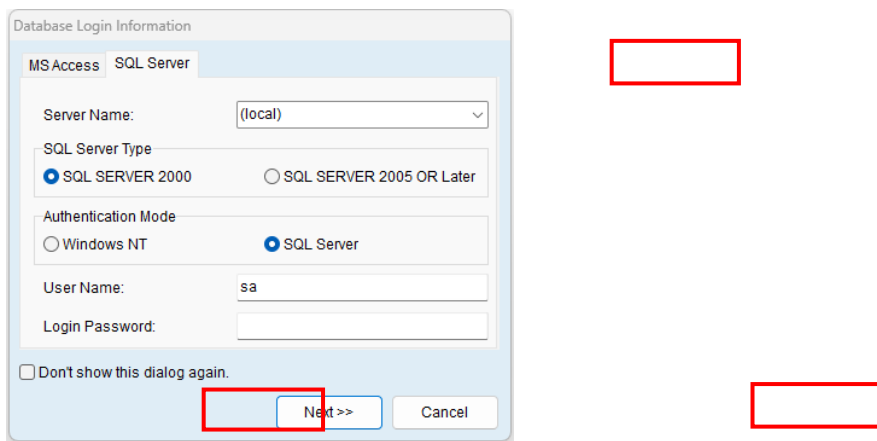 Database Login Information
MS Access SQL Server
Server Name: (local)
SQL Server Type
SQL SERVER 2000 SQL SERVER 2005 OR Later
Authentication Mode
Windows NT SQL Server
User Name: sa
Login Password:
Don't show this dialog again.
Next >> Cancel